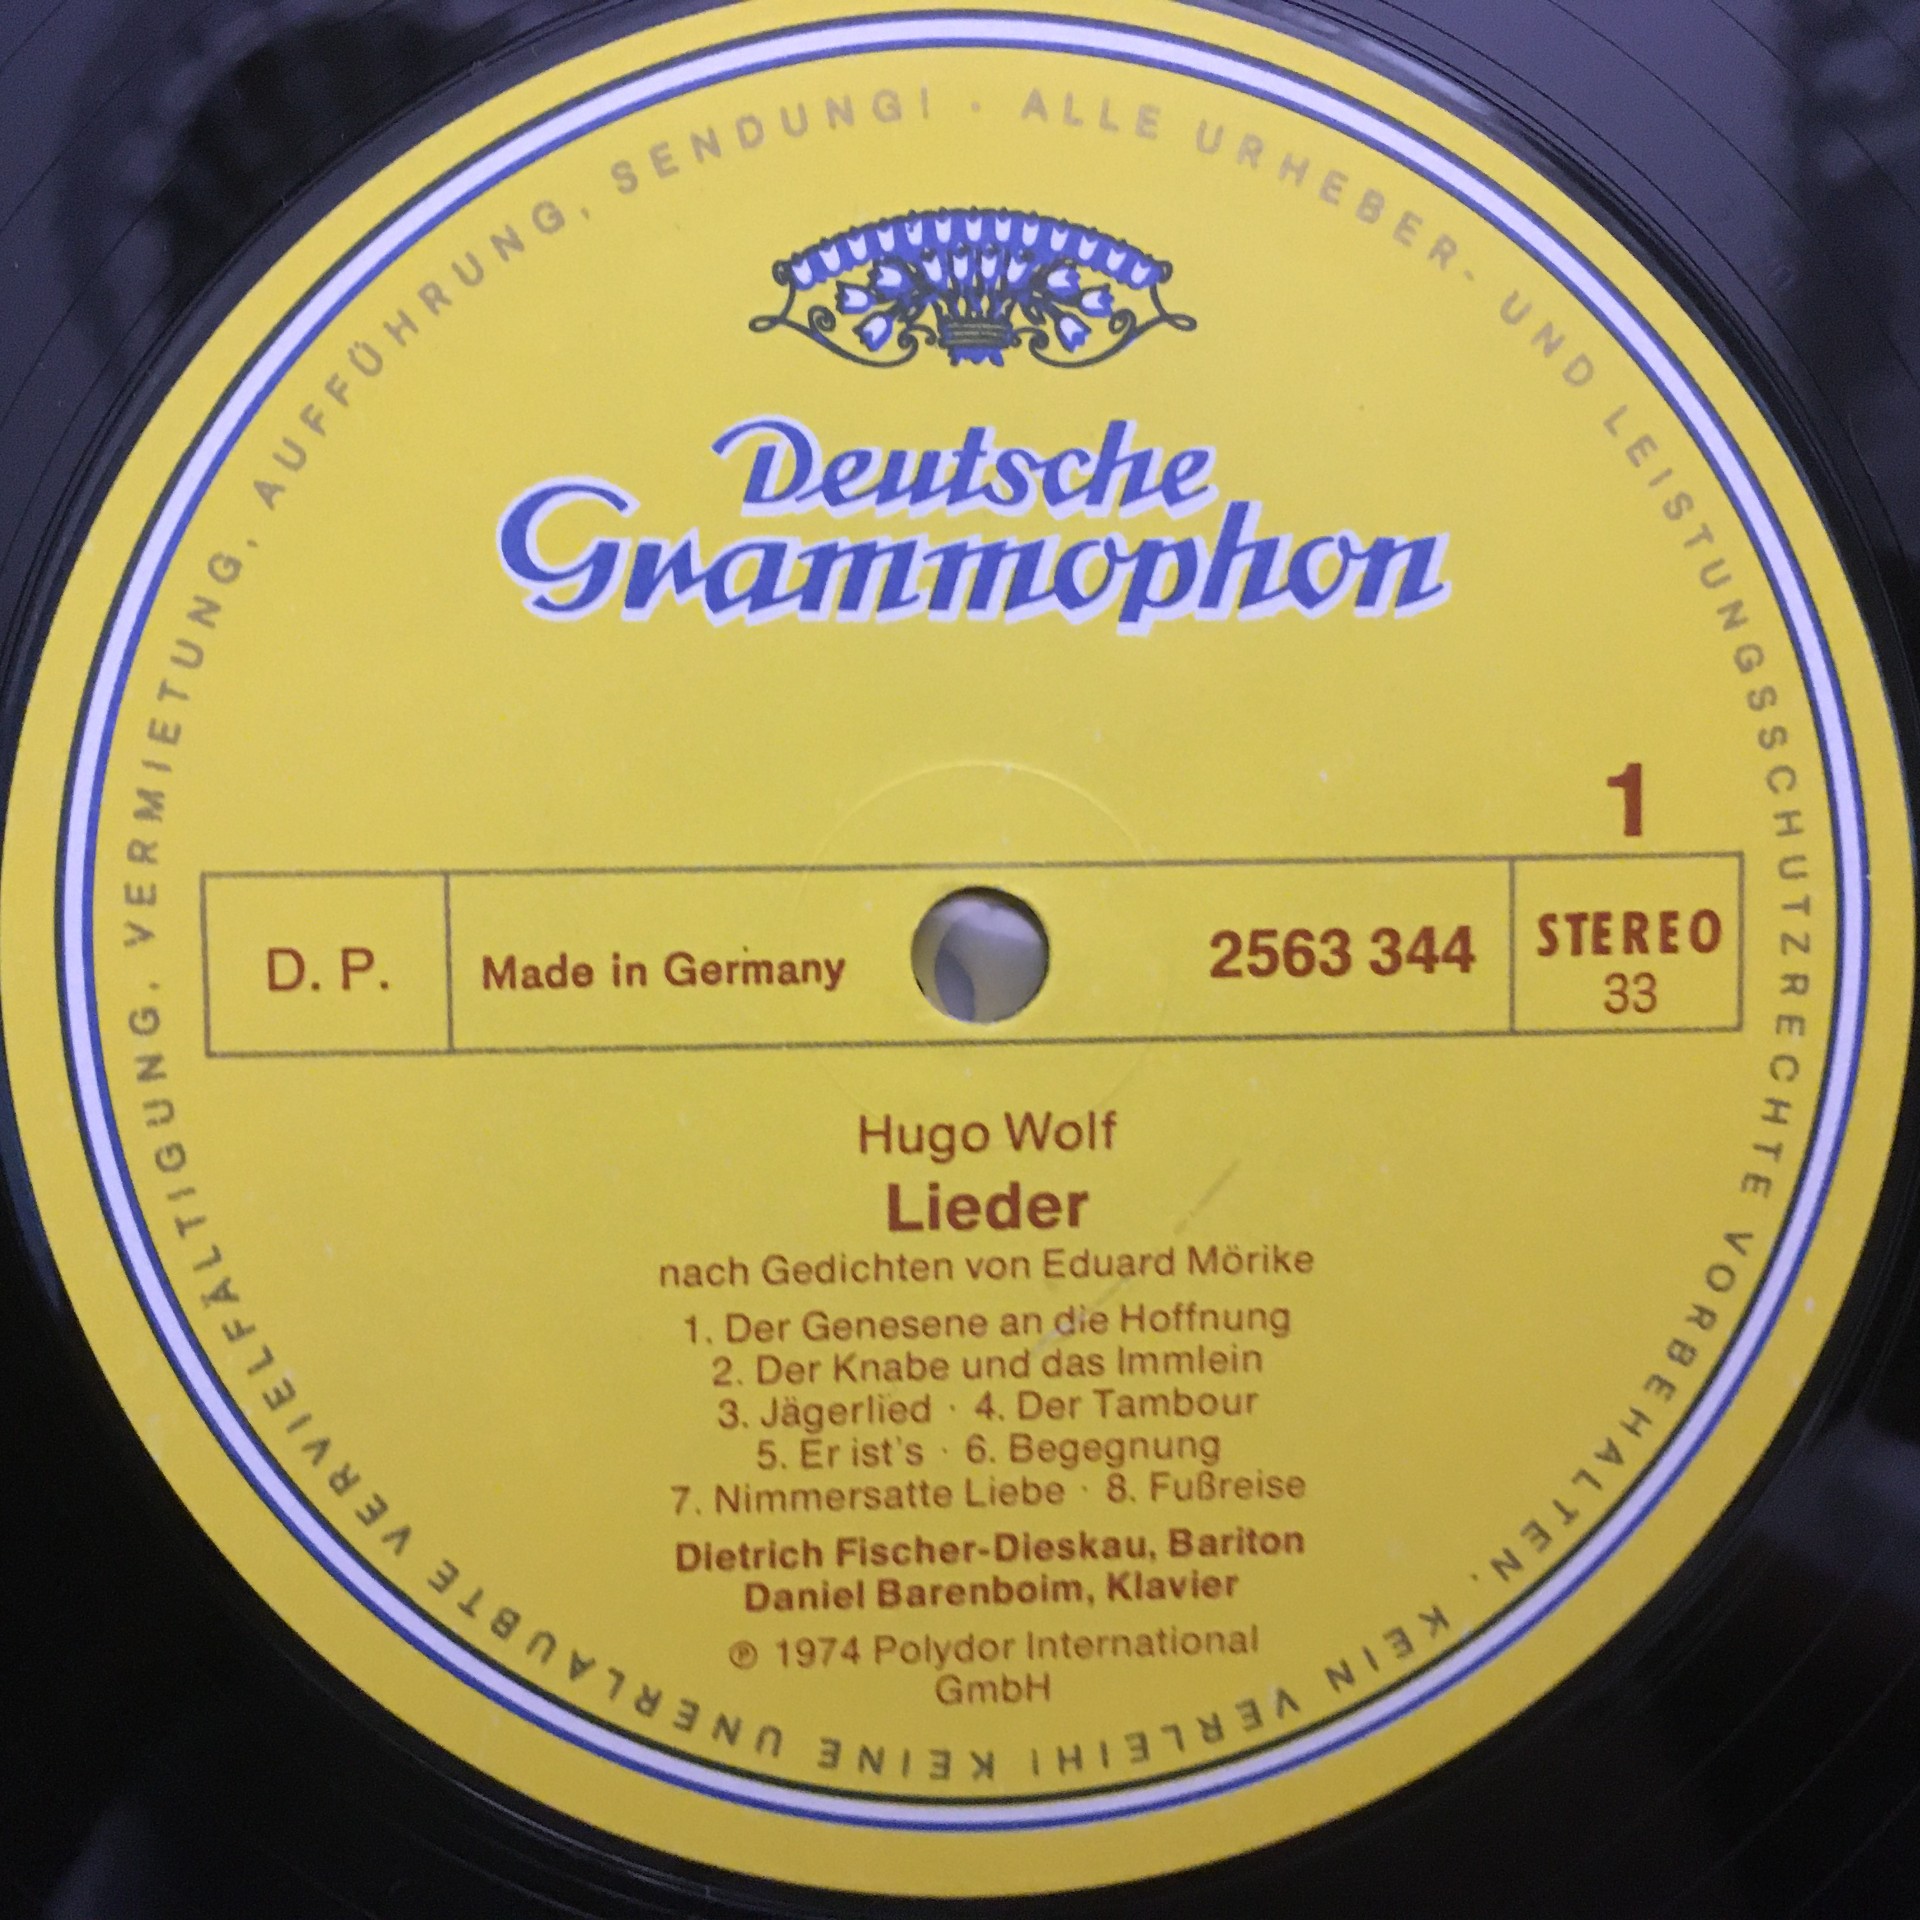 ALLE URHEBER- UND LEISTUNGSSCHUTZRECHTE VORBEHALTEN. KEIN VERLEIH! KEINE UNERLAUBTE VERVIELFÄLTIGUNG, VERMIETUNG, AUFFÜHRUNG, SENDUNG! ·
Deutsche
Grammophon
1
D. P.
Made in Germany
2563 344
STEREO
33
Hugo Wolf
Lieder
nach Gedichten von Eduard Mörike
1. Der Genesene an die Hoffnung
2. Der Knabe und das Immlein
3. Jägerlied · 4. Der Tambour
5. Er ist's · 6. Begegnung
7. Nimmersatte Liebe · 8. Fußreise
Dietrich Fischer-Dieskau, Bariton
Daniel Barenboim, Klavier
℗ 1974 Polydor International
GmbH